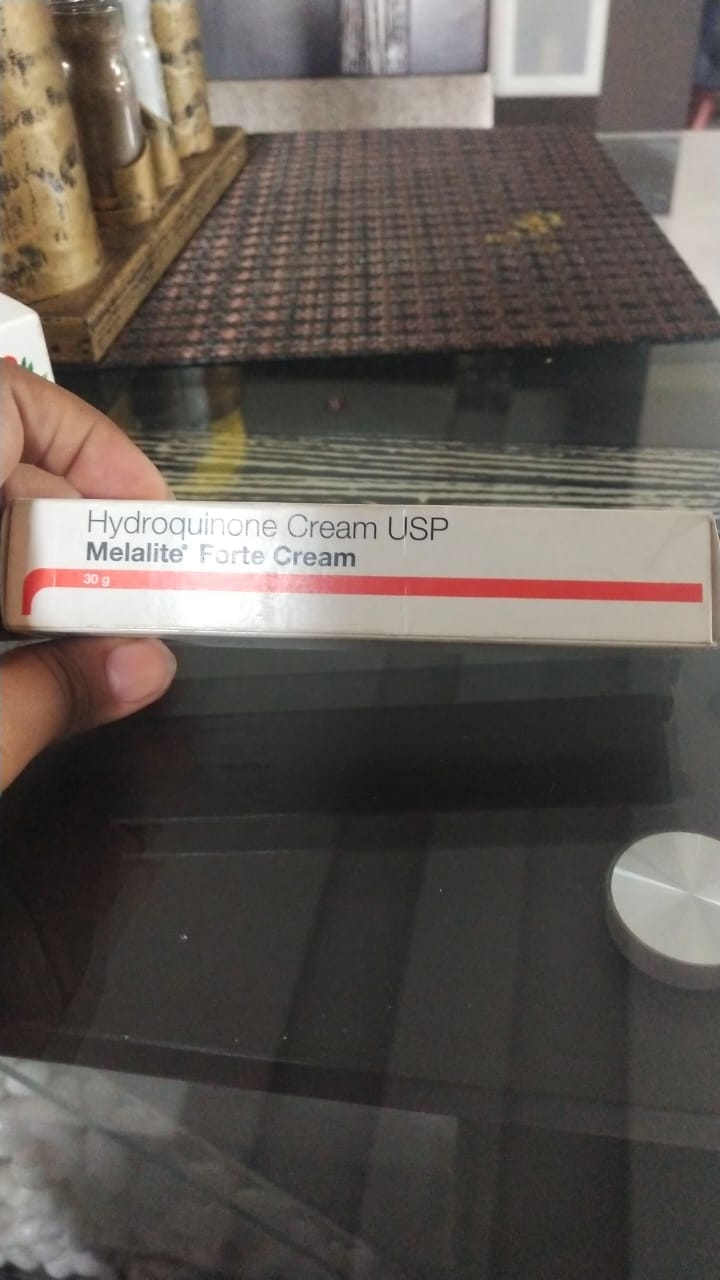 Hydroquinone Cream USP
Melalite® Forte Cream
30 g